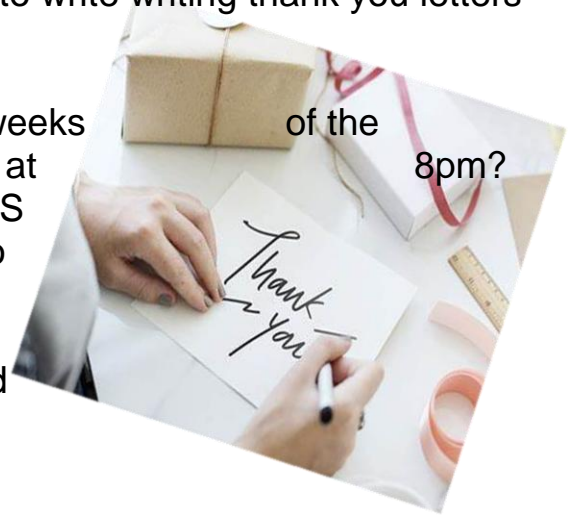 to write writing thank you letters
weeks of the
at 8pm?
S
Thank
you